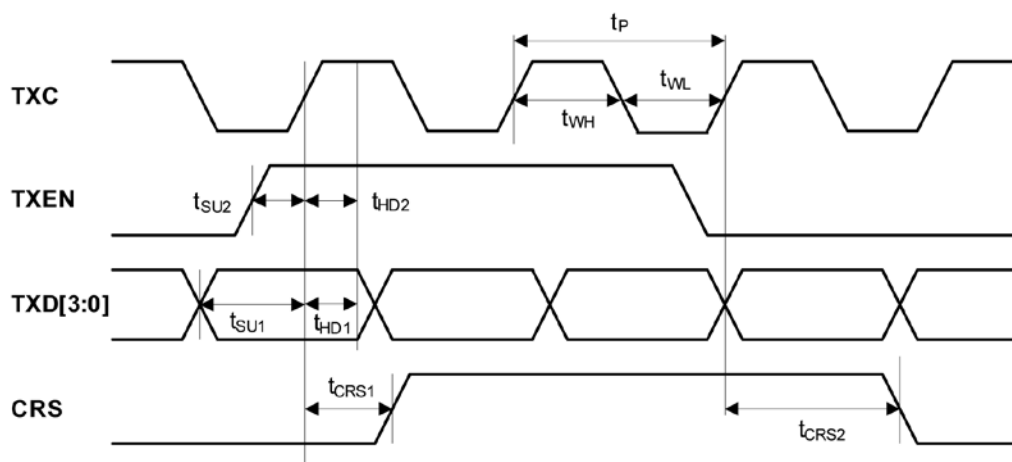 tP
TXC
tWH
tWL
TXEN
tSU2
tHD2
TXD[3:0]
tSU1
tHD1
CRS
tCRS1
tCRS2